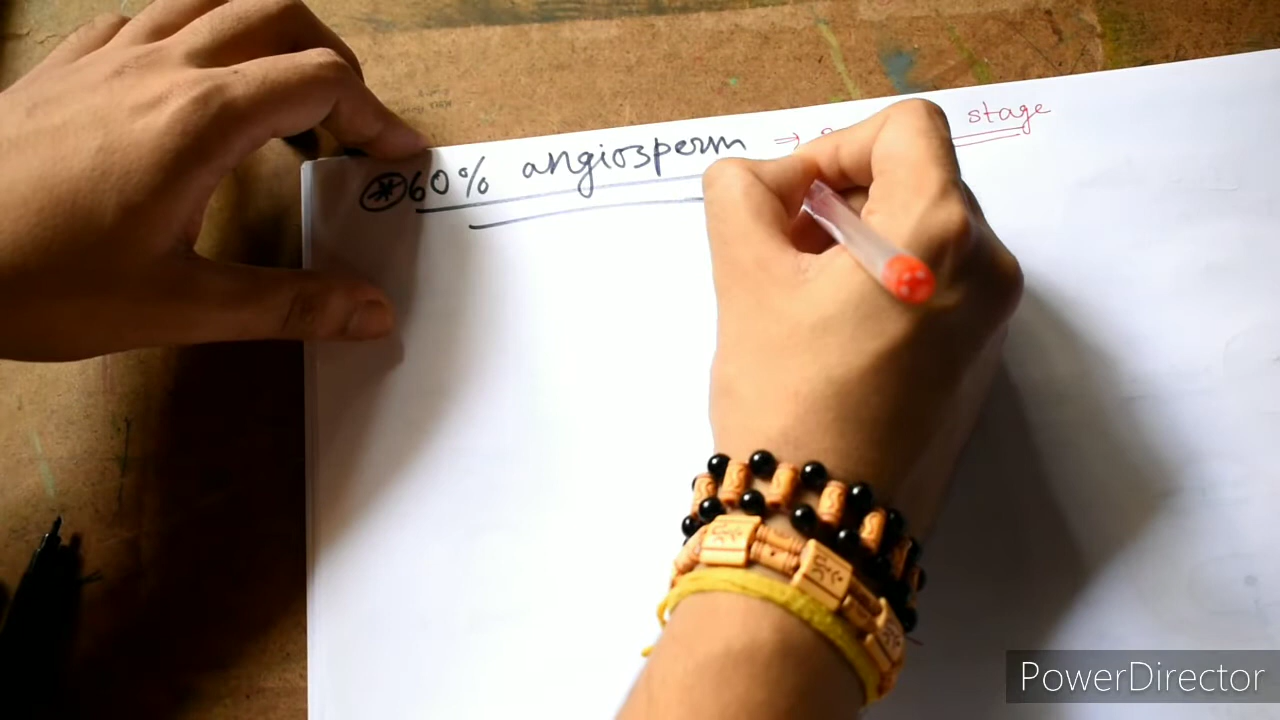 ⊛ 60% angiosperm → stage
PowerDirector